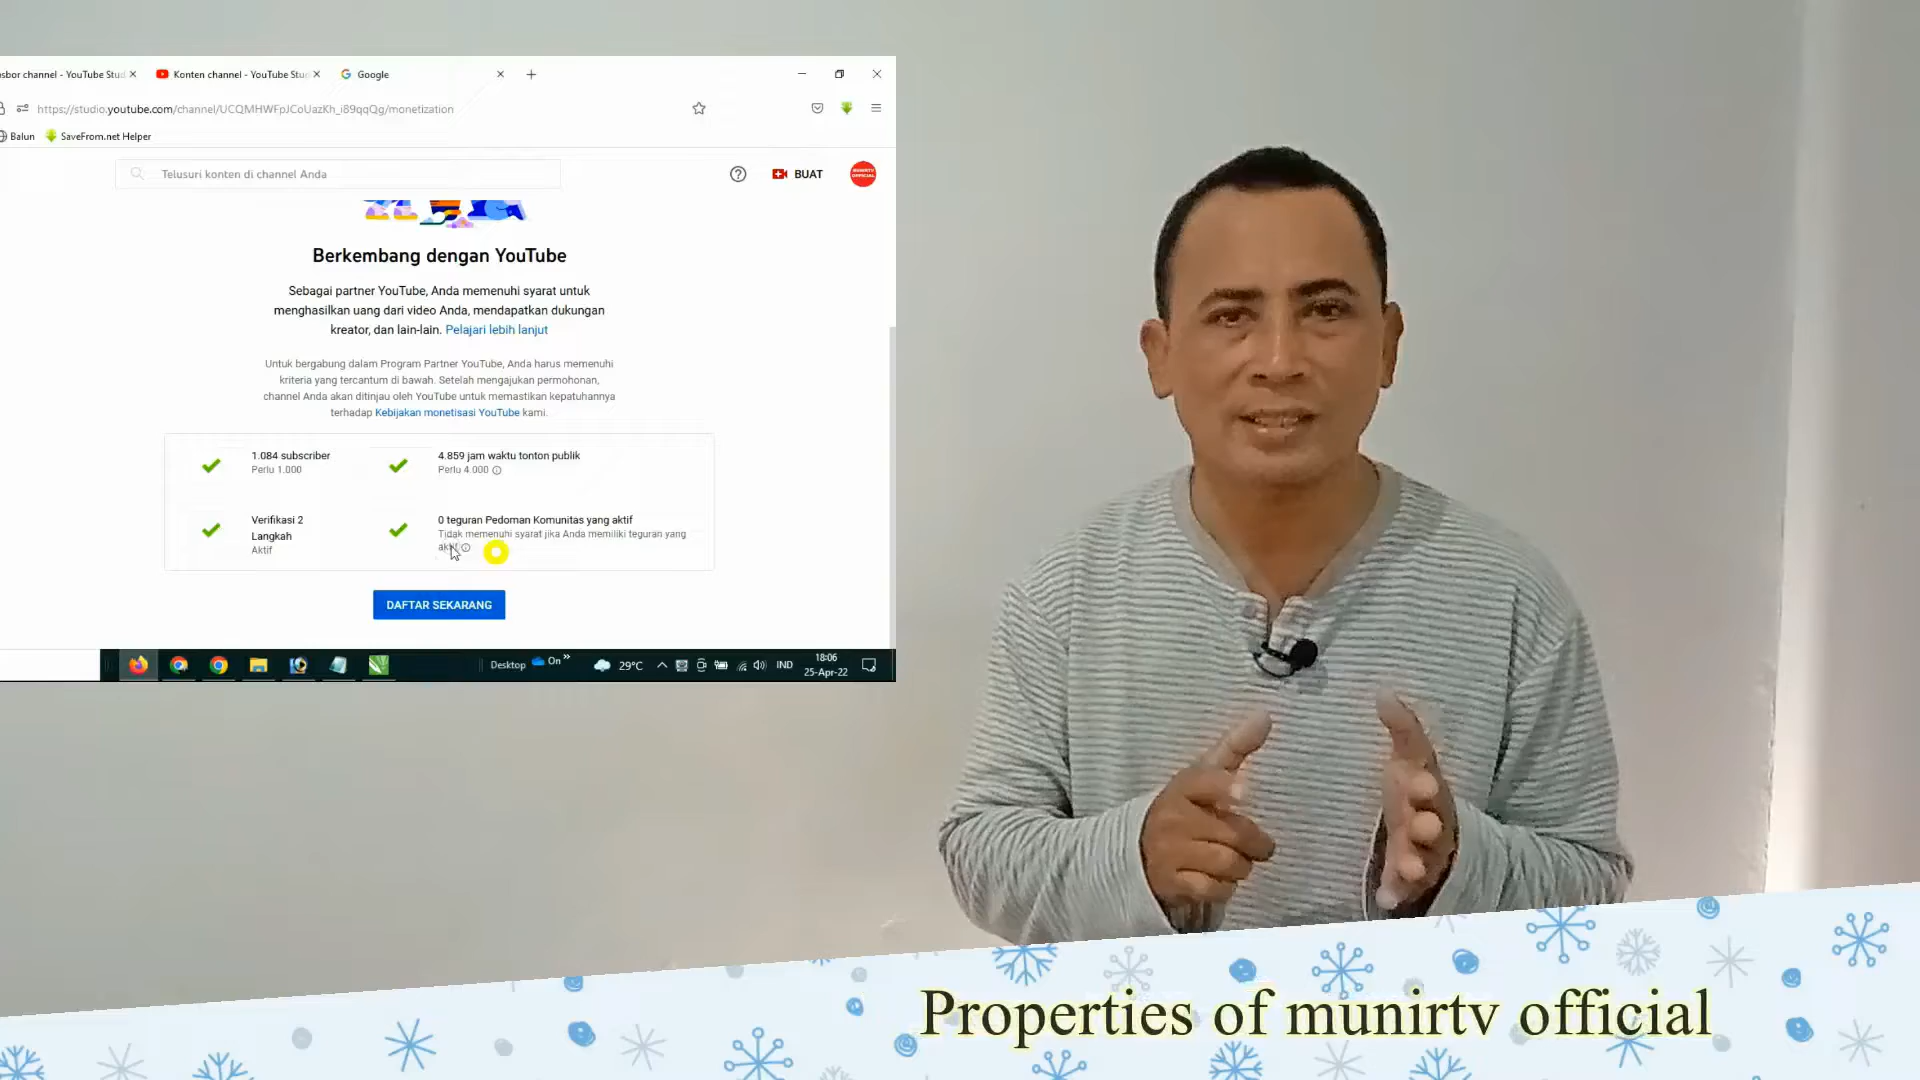 sbor channel - YouTube Stud
Konten channel - YouTube Stu
Google
https://studio.youtube.com/channel/UCQMHWFpJCoUazKh_i89qqQg/monetization
Balun
SaveFrom.net Helper
Telusuri konten di channel Anda
BUAT
MUNIRTV
OFFICIAL
Berkembang dengan YouTube
Sebagai partner YouTube, Anda memenuhi syarat untuk
menghasilkan uang dari video Anda, mendapatkan dukungan
kreator, dan lain-lain. Pelajari lebih lanjut
Untuk bergabung dalam Program Partner YouTube, Anda harus memenuhi
kriteria yang tercantum di bawah. Setelah mengajukan permohonan,
channel Anda akan ditinjau oleh YouTube untuk memastikan kepatuhannya
terhadap Kebijakan monetisasi YouTube kami.
1.084 subscriber
Perlu 1.000
4.859 jam waktu tonton publik
Perlu 4.000
Verifikasi 2
Langkah
Aktif
0 teguran Pedoman Komunitas yang aktif
Tidak memenuhi syarat jika Anda memiliki teguran yang
aktif
DAFTAR SEKARANG
Desktop
On
29°C
IND
18:06
25-Apr-22
Properties of munirtv official